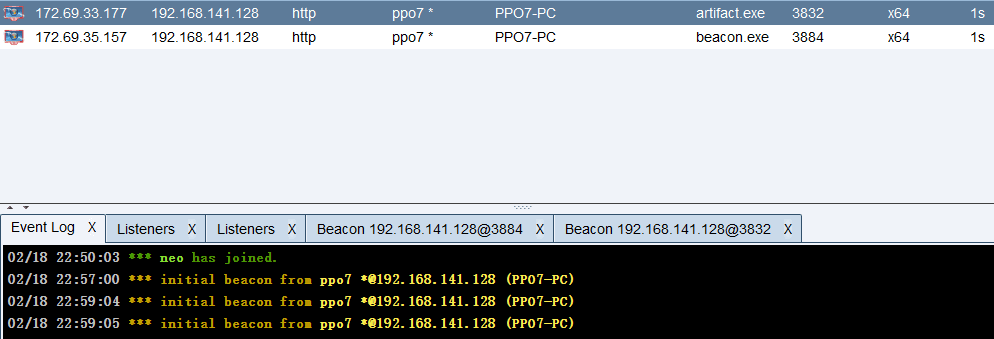 172.69.33.177 192.168.141.128 http ppo7 * PPO7-PC artifact.exe 3832 x64 1s
172.69.35.157 192.168.141.128 http ppo7 * PPO7-PC beacon.exe 3884 x64 1s
Event Log X Listeners X Listeners X Beacon 192.168.141.128@3884 X Beacon 192.168.141.128@3832 X
02/18 22:50:03 *** neo has joined.
02/18 22:57:00 *** initial beacon from ppo7 *@192.168.141.128 (PPO7-PC)
02/18 22:59:04 *** initial beacon from ppo7 *@192.168.141.128 (PPO7-PC)
02/18 22:59:05 *** initial beacon from ppo7 *@192.168.141.128 (PPO7-PC)